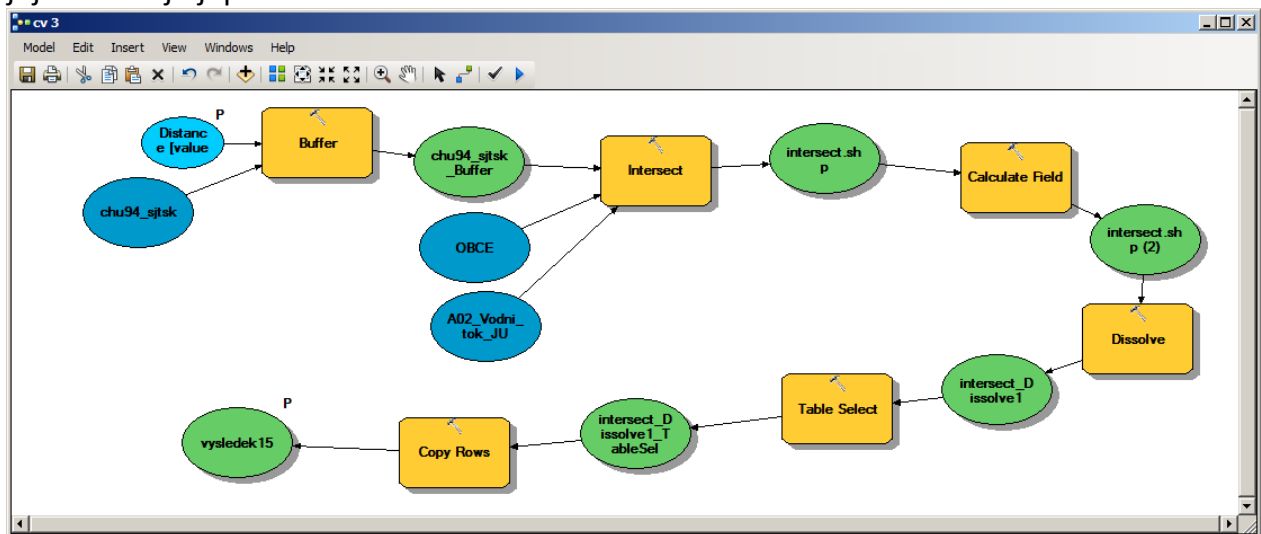 cv 3
Model Edit Insert View Windows Help
P
Distanc
e [value
Buffer
chu94_sjtsk
chu94_sjtsk
_Buffer
OBCE
A02_Vodni_
tok_JU
Intersect
intersect.sh
p
Calculate Field
intersect.sh
p (2)
Dissolve
intersect_D
issolve1
Table Select
intersect_D
issolve1_T
ableSel
Copy Rows
P
vysledek15